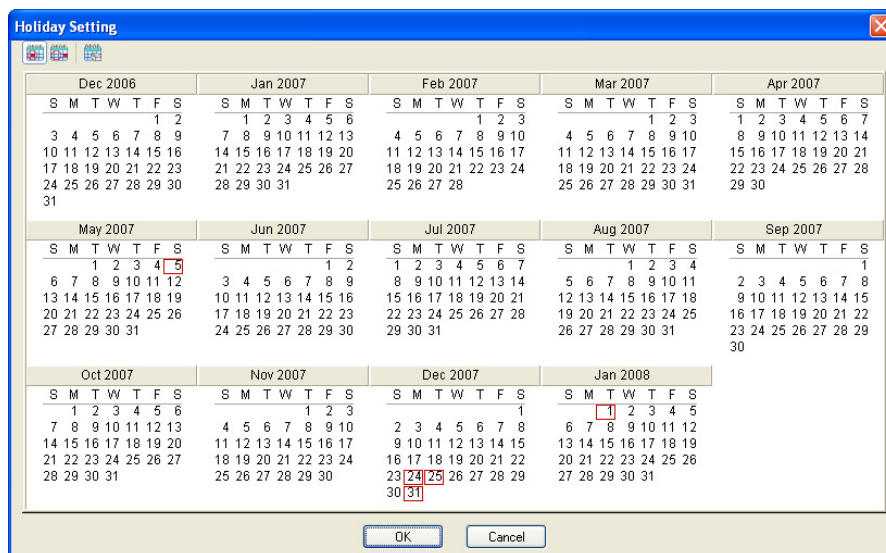 Holiday Setting
Dec 2006
S M T W T F S
1 2
3 4 5 6 7 8 9
10 11 12 13 14 15 16
17 18 19 20 21 22 23
24 25 26 27 28 29 30
31
Jan 2007
S M T W T F S
1 2 3 4 5 6
7 8 9 10 11 12 13
14 15 16 17 18 19 20
21 22 23 24 25 26 27
28 29 30 31
Feb 2007
S M T W T F S
1 2 3
4 5 6 7 8 9 10
11 12 13 14 15 16 17
18 19 20 21 22 23 24
25 26 27 28
Mar 2007
S M T W T F S
1 2 3
4 5 6 7 8 9 10
11 12 13 14 15 16 17
18 19 20 21 22 23 24
25 26 27 28 29 30 31
Apr 2007
S M T W T F S
1 2 3 4 5 6 7
8 9 10 11 12 13 14
15 16 17 18 19 20 21
22 23 24 25 26 27 28
29 30
May 2007
S M T W T F S
1 2 3 4 5
6 7 8 9 10 11 12
13 14 15 16 17 18 19
20 21 22 23 24 25 26
27 28 29 30 31
Jun 2007
S M T W T F S
1 2
3 4 5 6 7 8 9
10 11 12 13 14 15 16
17 18 19 20 21 22 23
24 25 26 27 28 29 30
Jul 2007
S M T W T F S
1 2 3 4 5 6 7
8 9 10 11 12 13 14
15 16 17 18 19 20 21
22 23 24 25 26 27 28
29 30 31
Aug 2007
S M T W T F S
1 2 3 4
5 6 7 8 9 10 11
12 13 14 15 16 17 18
19 20 21 22 23 24 25
26 27 28 29 30 31
Sep 2007
S M T W T F S
1
2 3 4 5 6 7 8
9 10 11 12 13 14 15
16 17 18 19 20 21 22
23 24 25 26 27 28 29
30
Oct 2007
S M T W T F S
1 2 3 4 5 6
7 8 9 10 11 12 13
14 15 16 17 18 19 20
21 22 23 24 25 26 27
28 29 30 31
Nov 2007
S M T W T F S
1 2 3
4 5 6 7 8 9 10
11 12 13 14 15 16 17
18 19 20 21 22 23 24
25 26 27 28 29 30
Dec 2007
S M T W T F S
1
2 3 4 5 6 7 8
9 10 11 12 13 14 15
16 17 18 19 20 21 22
23 24 25 26 27 28 29
30 31
Jan 2008
S M T W T F S
1 2 3 4 5
6 7 8 9 10 11 12
13 14 15 16 17 18 19
20 21 22 23 24 25 26
27 28 29 30 31
OK
Cancel